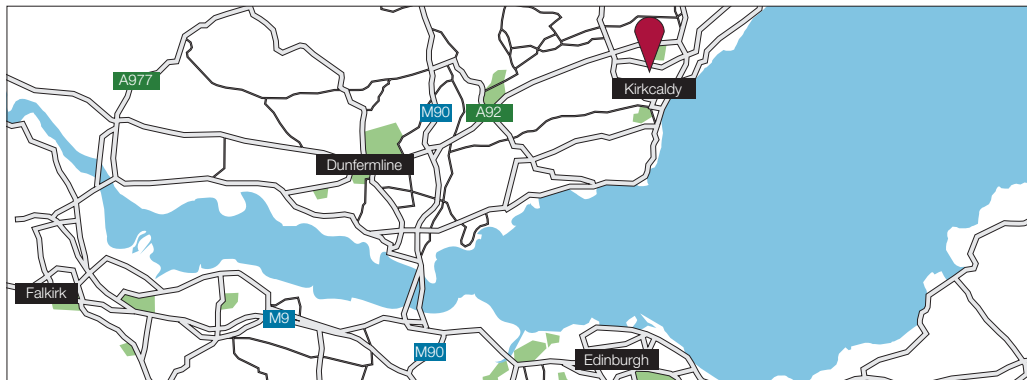 A977
Kirkcaldy
M90
A92
Dunfermline
Falkirk
M9
M90
Edinburgh